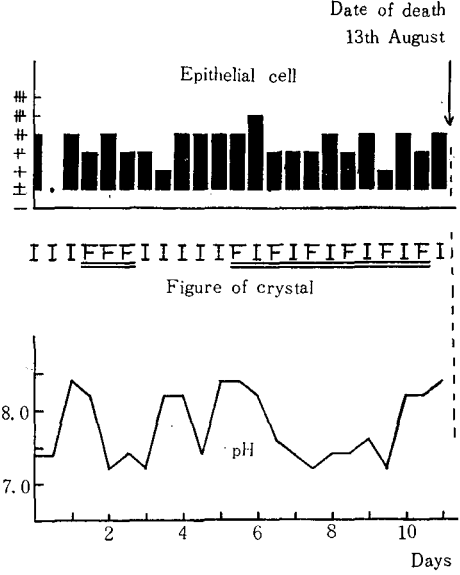 Date of death
13th August
Epithelial cell
±
+
−
I I I F F F I I I I I F I F I F I F I F I F I
Figure of crystal
8.0
pH
7.0
2 4 6 8 10
Days